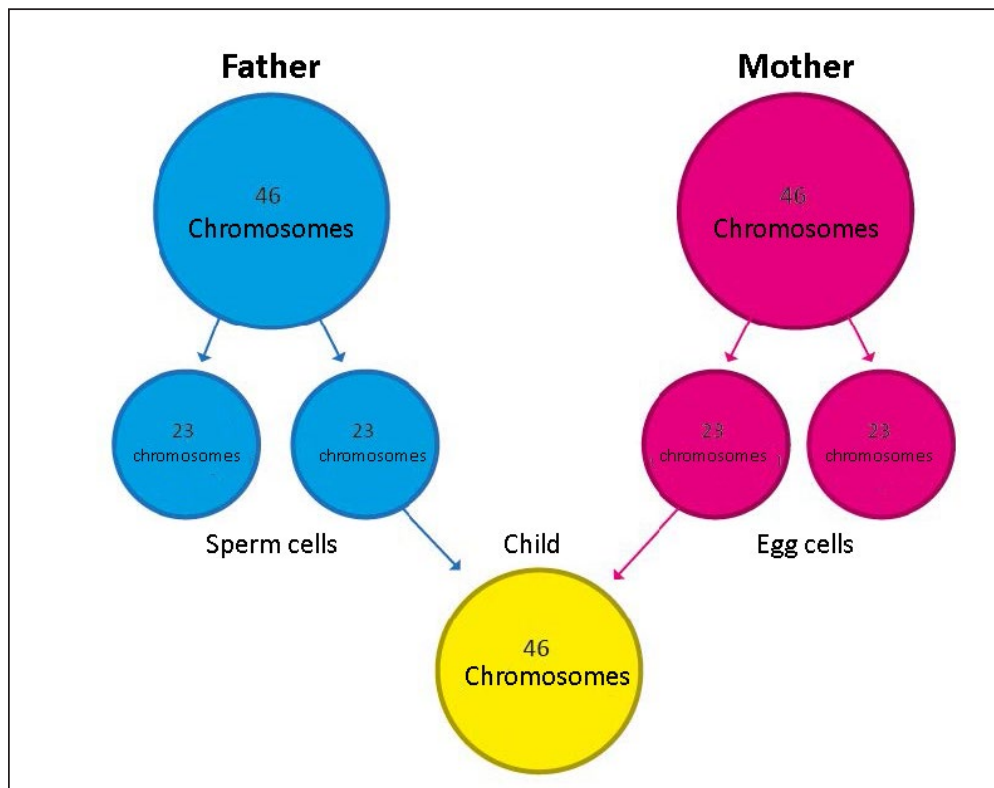 Father
Mother
46
Chromosomes
46
Chromosomes
23
chromosomes
23
chromosomes
23
chromosomes
23
chromosomes
Sperm cells
Child
Egg cells
46
Chromosomes